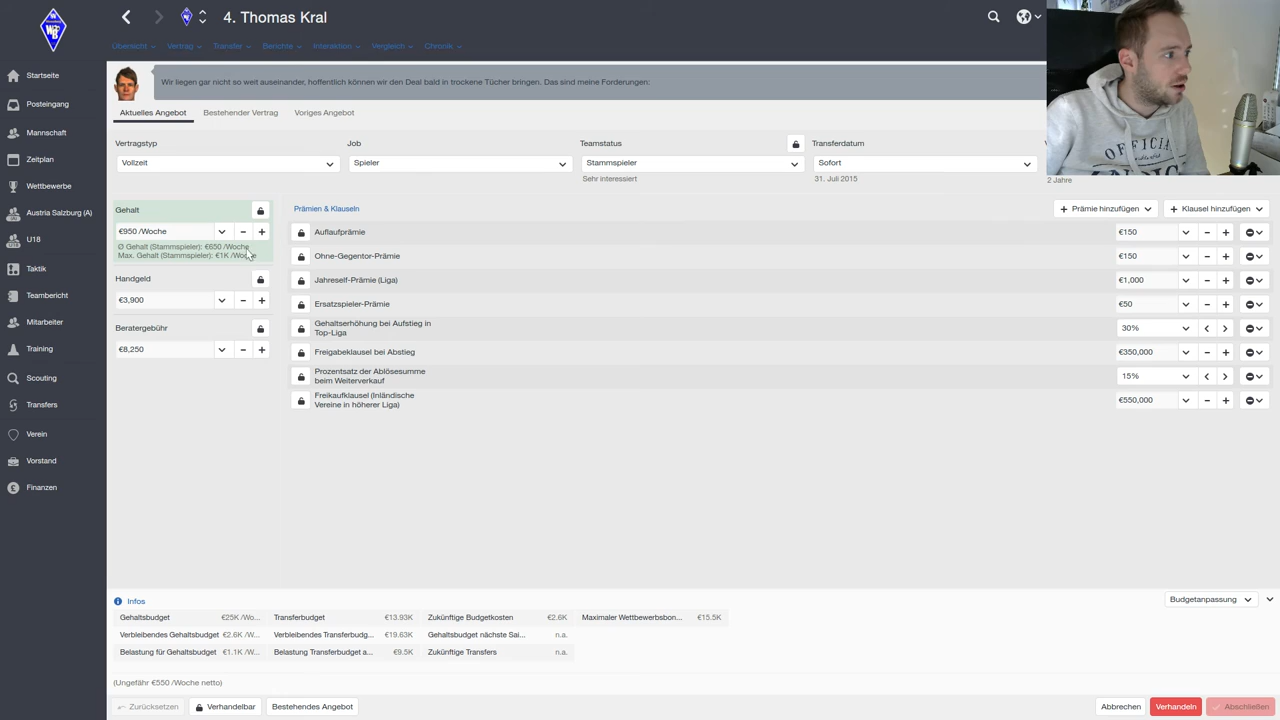 4. Thomas Kral
Übersicht
Vertrag
Transfer
Berichte
Interaktion
Vergleich
Chronik
Startseite
Posteingang
Mannschaft
Zeitplan
Wettbewerbe
Austria Salzburg (A)
U18
Taktik
Teambericht
Mitarbeiter
Training
Scouting
Transfers
Verein
Vorstand
Finanzen
Wir liegen gar nicht so weit auseinander, hoffentlich können wir den Deal bald in trockene Tücher bringen. Das sind meine Forderungen:
Aktuelles Angebot
Bestehender Vertrag
Voriges Angebot
Vertragstyp
Vollzeit
Job
Spieler
Teamstatus
Stammspieler
Sehr interessiert
Transferdatum
Sofort
31. Juli 2015
2 Jahre
Gehalt
€950 /Woche
Ø Gehalt (Stammspieler): €650 /Woche
Max. Gehalt (Stammspieler): €1K /Woche
Handgeld
€3,900
Beratergebühr
€8,250
Prämien & Klauseln
Prämie hinzufügen
Klausel hinzufügen
Auflaufprämie €150
Ohne-Gegentor-Prämie €150
Jahreself-Prämie (Liga) €1,000
Ersatzspieler-Prämie €50
Gehaltserhöhung bei Aufstieg in
Top-Liga
30%
Freigabeklausel bei Abstieg €350,000
Prozentsatz der Ablösesumme
beim Weiterverkauf
15%
Freikaufklausel (Inländische
Vereine in höherer Liga)
€550,000
OFFICIAL
Infos
Budgetanpassung
Gehaltsbudget €25K /Wo...
Transferbudget €13.93K
Zukünftige Budgetkosten €2.6K
Maximaler Wettbewerbsbon... €15.5K
Verbleibendes Gehaltsbudget €2.6K /W...
Verbleibendes Transferbudg... €19.63K
Gehaltsbudget nächste Sai... n.a.
Belastung für Gehaltsbudget €1.1K /W...
Belastung Transferbudget a... €9.5K
Zukünftige Transfers n.a.
(Ungefähr €550 /Woche netto)
Zurücksetzen
Verhandelbar
Bestehendes Angebot
Abbrechen
Verhandeln
Abschließen